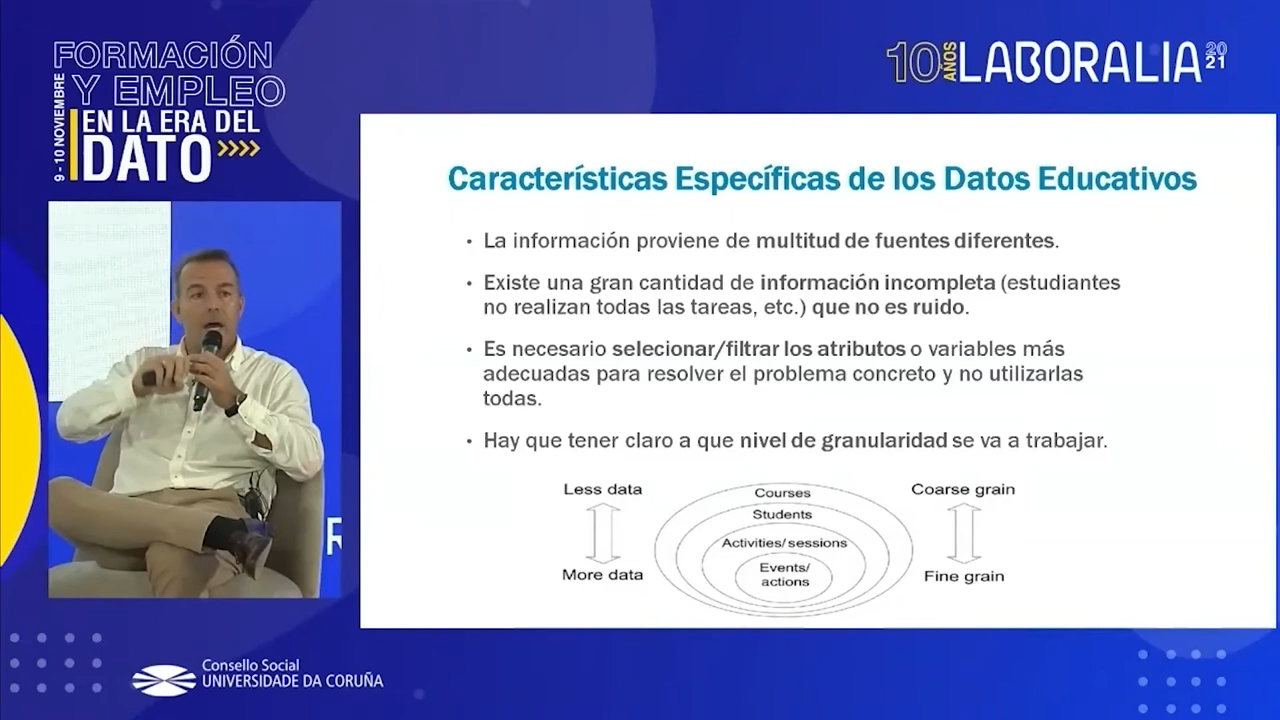 FORMACIÓN
Y EMPLEO
EN LA ERA DEL
DATO
9 - 10 NOVIEMBRE
10 AÑOS LABORALIA 2021
Características Específicas de los Datos Educativos
• La información proviene de multitud de fuentes diferentes.
• Existe una gran cantidad de información incompleta (estudiantes
no realizan todas las tareas, etc.) que no es ruido.
• Es necesario selecionar/filtrar los atributos o variables más
adecuadas para resolver el problema concreto y no utilizarlas
todas.
• Hay que tener claro a que nivel de granularidad se va a trabajar.
Less data
More data
Courses
Students
Activities/sessions
Events/
actions
Coarse grain
Fine grain
R
Consello Social
UNIVERSIDADE DA CORUÑA